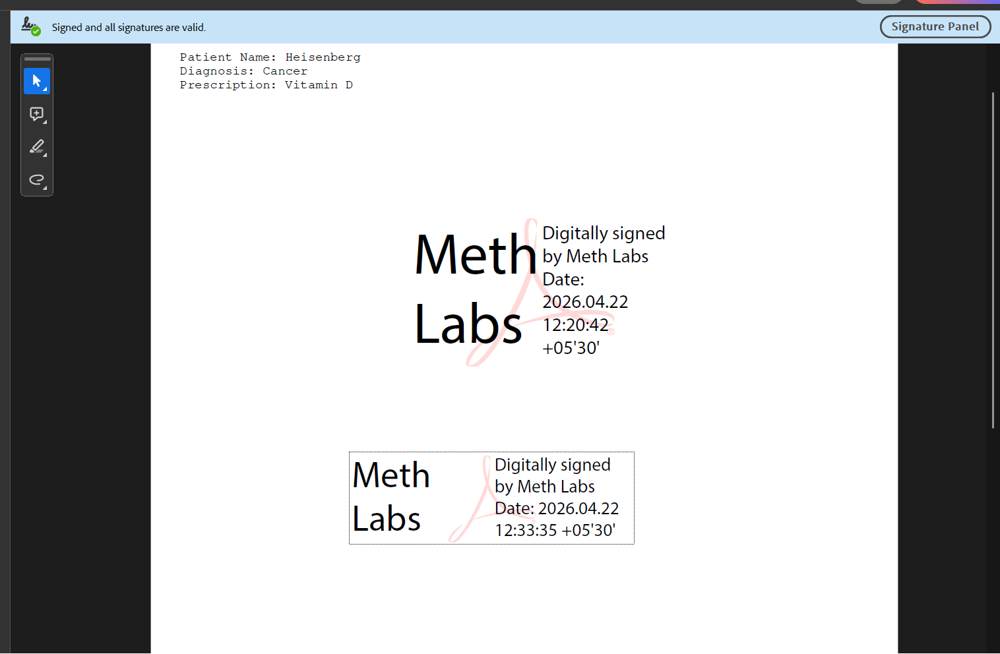 Signed and all signatures are valid.
Signature Panel
Patient Name: Heisenberg
Diagnosis: Cancer
Prescription: Vitamin D
Meth
Labs
Digitally signed
by Meth Labs
Date:
2026.04.22
12:20:42
+05'30'
®
Meth
Labs
Digitally signed
by Meth Labs
Date: 2026.04.22
12:33:35 +05'30'